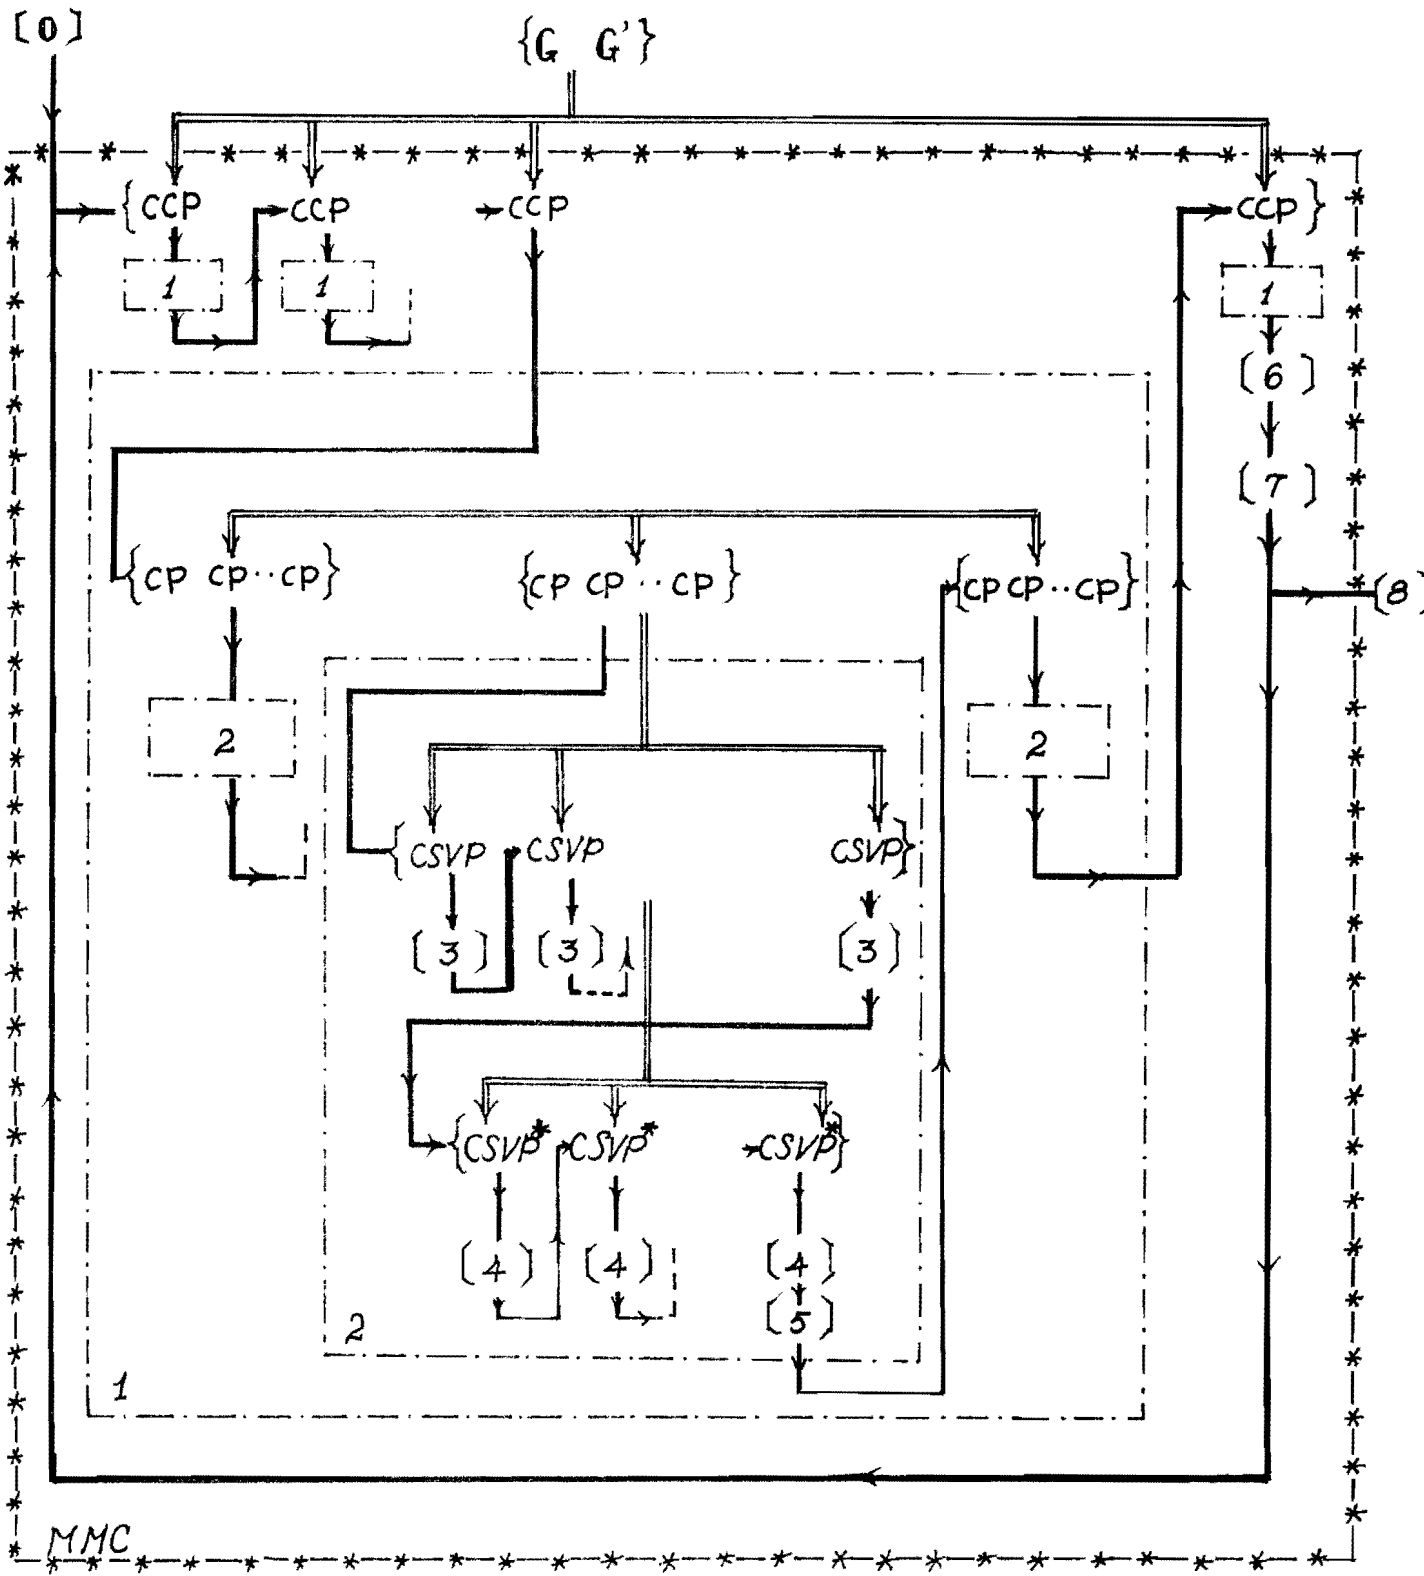 [0]
{G G'}
{CCP CCP CCP CCP}
1 1 1
[6]
[7]
{CP CP..CP} {CP CP..CP} {CP CP..CP}
[8]
2 2
{CSVP CSVP CSVP}
[3] [3] [3]
{CSVP* CSVP* CSVP*}
[4] [4] [4]
[5]
2
1
MMC